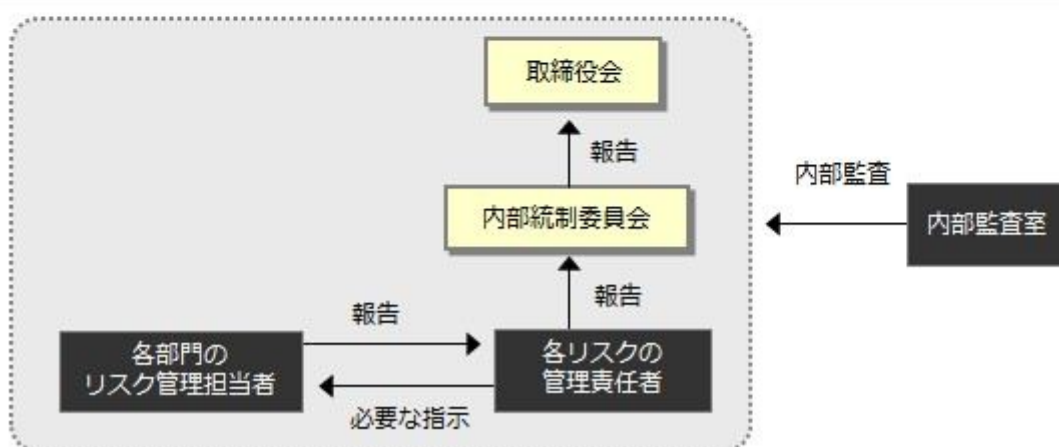 取締役会
報告
内部監査
内部統制委員会
内部監査室
報告
報告
各部門の
リスク管理担当者
各リスクの
管理責任者
必要な指示